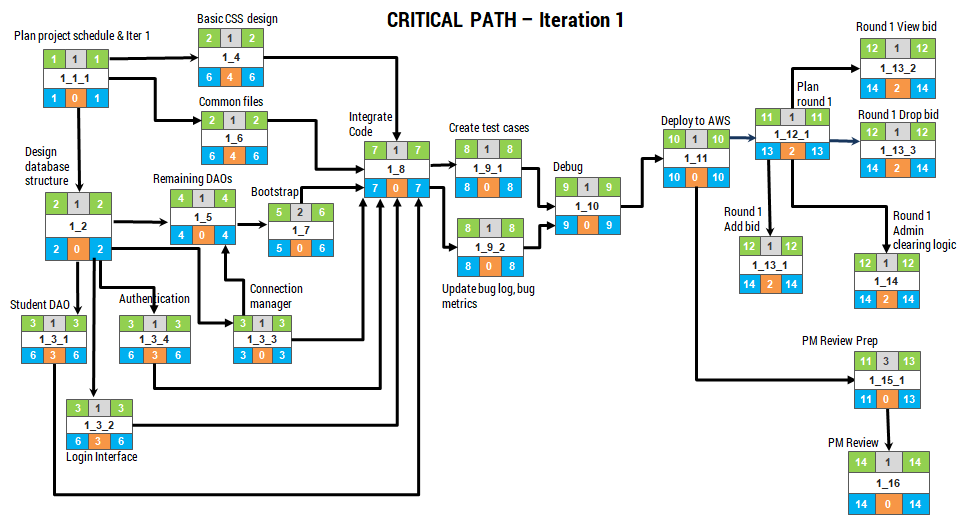 CRITICAL PATH – Iteration 1
Plan project schedule & Iter 1
1 1 1
1_1_1
1 0 1
Basic CSS design
2 1 2
1_4
6 4 6
Common files
2 1 2
1_6
6 4 6
Design
database
structure
2 1 2
1_2
2 0 2
Remaining DAOs
4 1 4
1_5
4 0 4
Bootstrap
5 2 6
1_7
5 0 6
Student DAO
3 1 3
1_3_1
6 3 6
Authentication
3 1 3
1_3_4
6 3 6
Connection
manager
3 1 3
1_3_3
3 0 3
3 1 3
1_3_2
6 3 6
Login Interface
Integrate
Code
7 1 7
1_8
7 0 7
Create test cases
8 1 8
1_9_1
8 0 8
8 1 8
1_9_2
8 0 8
Update bug log, bug
metrics
Debug
9 1 9
1_10
9 0 9
Deploy to AWS
10 1 10
1_11
10 0 10
Plan
round 1
11 1 11
1_12_1
13 2 13
Round 1 View bid
12 1 12
1_13_2
14 2 14
Round 1 Drop bid
12 1 12
1_13_3
14 2 14
Round 1
Add bid
12 1 12
1_13_1
14 2 14
Round 1
Admin
clearing logic
12 1 12
1_14
14 2 14
PM Review Prep
11 3 13
1_15_1
11 0 13
PM Review
14 1 14
1_16
14 0 14